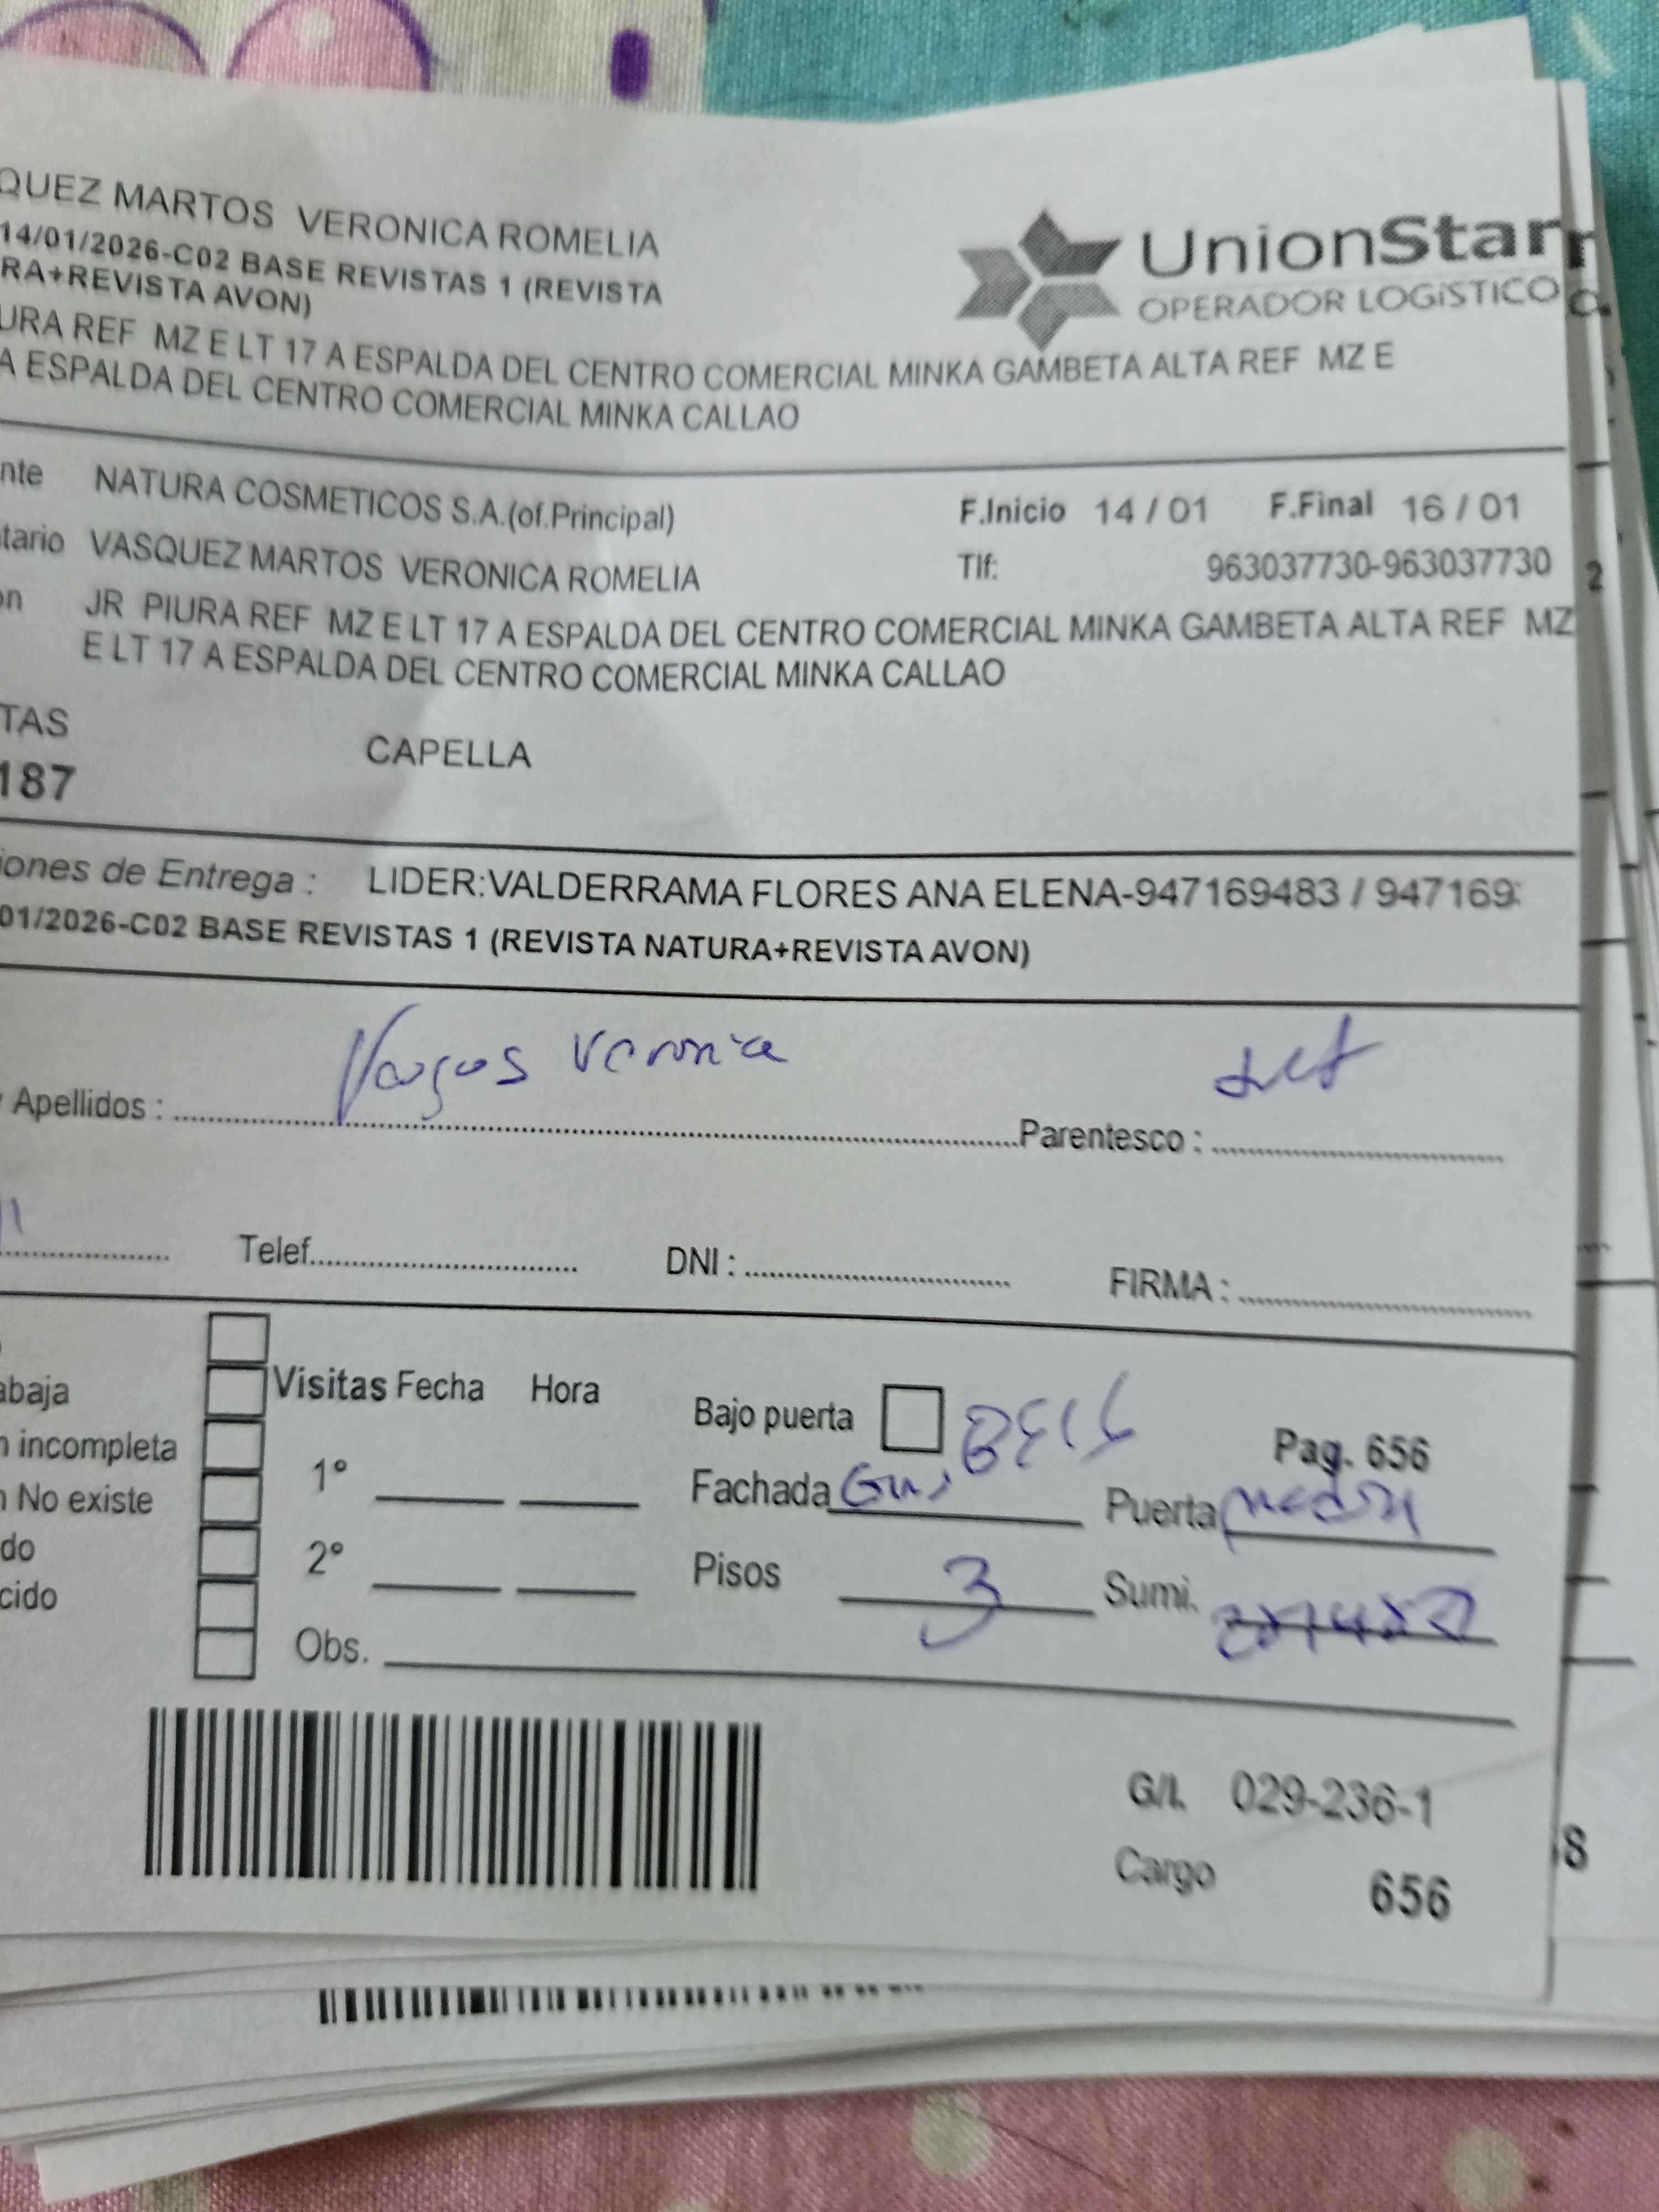 QUEZ MARTOS VERONICA ROMELIA
14/01/2026-C02 BASE REVISTAS 1 (REVISTA
RA+REVISTA AVON)
UnionStar
OPERADOR LOGíSTICO
URA REF MZ E LT 17 A ESPALDA DEL CENTRO COMERCIAL MINKA GAMBETA ALTA REF MZ E
A ESPALDA DEL CENTRO COMERCIAL MINKA CALLAO
nte NATURA COSMETICOS S.A.(of.Principal) F.Inicio 14 / 01 F.Final 16 / 01
tario VASQUEZ MARTOS VERONICA ROMELIA Tlf: 963037730-963037730
2
on JR PIURA REF MZ E LT 17 A ESPALDA DEL CENTRO COMERCIAL MINKA GAMBETA ALTA REF MZ
E LT 17 A ESPALDA DEL CENTRO COMERCIAL MINKA CALLAO
TAS
CAPELLA
187
iones de Entrega : LIDER:VALDERRAMA FLORES ANA ELENA-947169483 / 947169
01/2026-C02 BASE REVISTAS 1 (REVISTA NATURA+REVISTA AVON)
Apellidos : Veronica Parentesco :
Telef. DNI : FIRMA :
abaja Visitas Fecha Hora Bajo puerta
n incompleta Pag. 656
1° Fachada Puerta
n No existe
do 2° Pisos 3 Sumi.
cido
Obs.
G/I. 029-236-1
Cargo 656
S